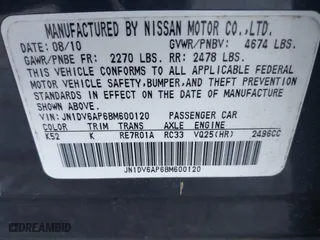 MANUFACTURED BY NISSAN MOTOR CO.,LTD.
DATE: 08/10 GVWR/PNBV: 4674 LBS.
GAWR/PNBE FR: 2270 LBS. RR: 2478 LBS.
THIS VEHICLE CONFORMS TO ALL APPLICABLE FEDERAL
MOTOR VEHICLE SAFETY,BUMPER,AND THEFT PREVENTION
STANDARDS IN EFFECT ON THE DATE OF MANUFACTURE
SHOWN ABOVE.
VIN: JN1DV6AP6BM600120 PASSENGER CAR
COLOR TRIM TRANS AXLE ENGINE
K52 K RE7R01A RC33 VQ25(HR) 2496CC
JN1DV6AP6BM600120
DREAMBID